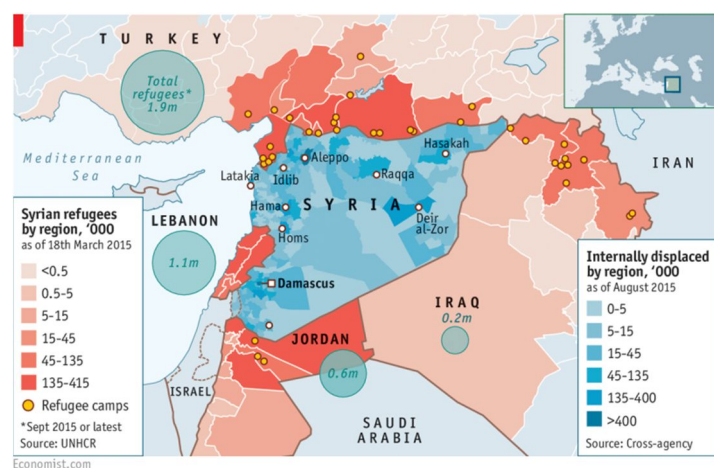 TURKEY
Total
refugees*
1.9m
Mediterranean
Sea
Aleppo
Hasakah
IRAN
Latakia
Idlib
Raqqa
Syrian refugees
by region, ‘000
as of 18th March 2015
<0.5
0.5-5
5-15
15-45
45-135
135-415
Refugee camps
*Sept 2015 or latest
Source: UNHCR
LEBANON
1.1m
Hama
SYRIA
Deir
al-Zor
Homs
Damascus
Internally displaced
by region, ‘000
as of August 2015
0-5
5-15
15-45
45-135
135-400
>400
Source: Cross-agency
IRAQ
0.2m
JORDAN
0.6m
ISRAEL
SAUDI
ARABIA
Economist.com